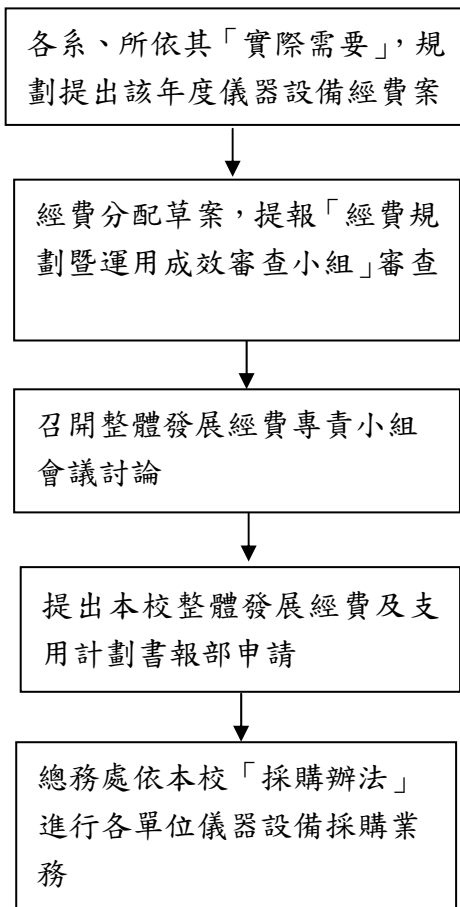 各系、所依其「實際需要」，規
劃提出該年度儀器設備經費案
經費分配草案，提報「經費規
劃暨運用成效審查小組」審查
召開整體發展經費專責小組
會議討論
提出本校整體發展經費及支
用計劃書報部申請
總務處依本校「採購辦法」
進行各單位儀器設備採購業
務